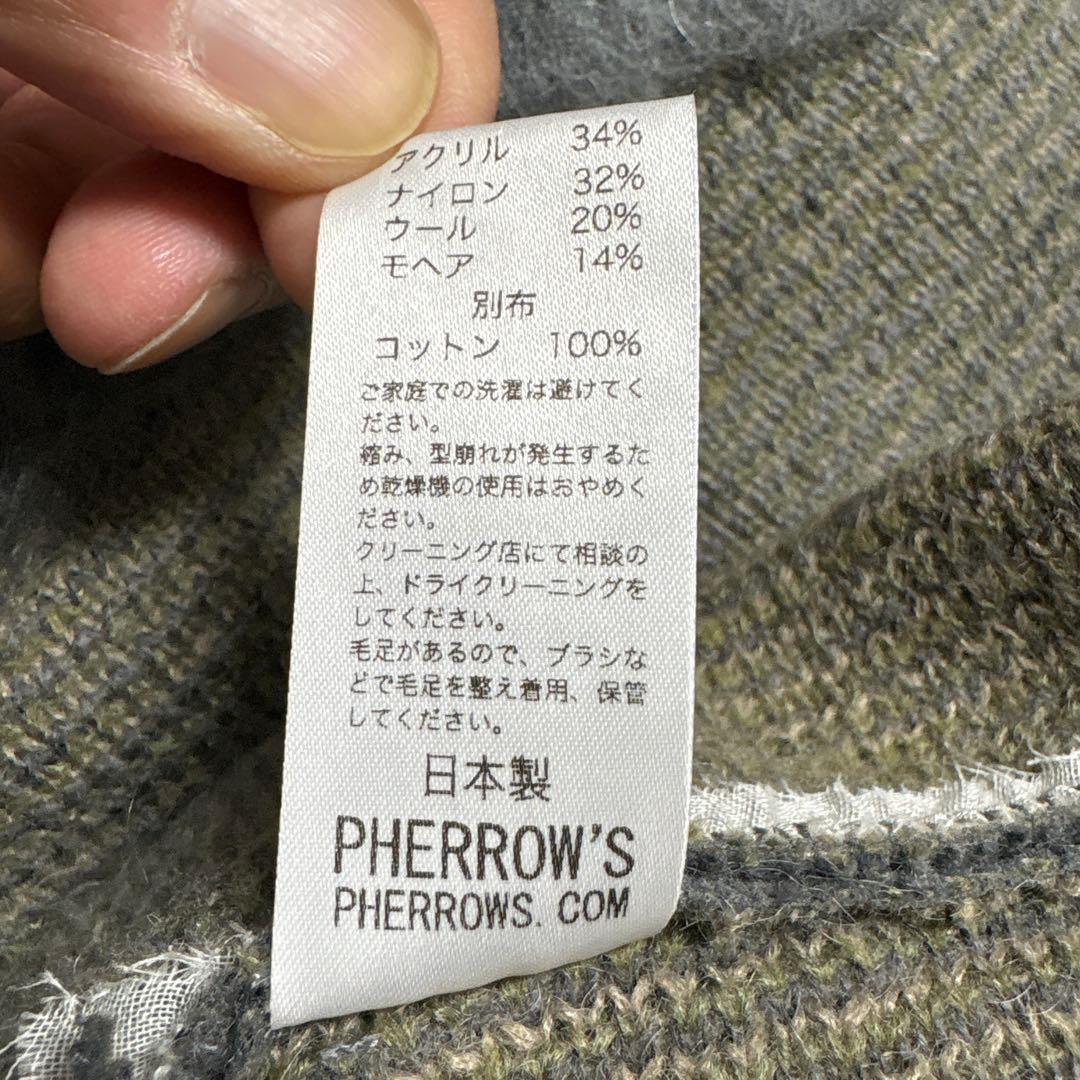 アクリル 34%
ナイロン 32%
ウール 20%
モヘア 14%
別布
コットン 100%
ご家庭での洗濯は避けてく
ださい。
縮み、型崩れが発生するた
め乾燥機の使用はおやめく
ださい。
クリーニング店にて相談の
上、ドライクリーニングを
してください。
毛足があるので、ブラシな
どで毛足を整え着用、保管
してください。
日本製
PHERROW'S
PHERROWS. COM